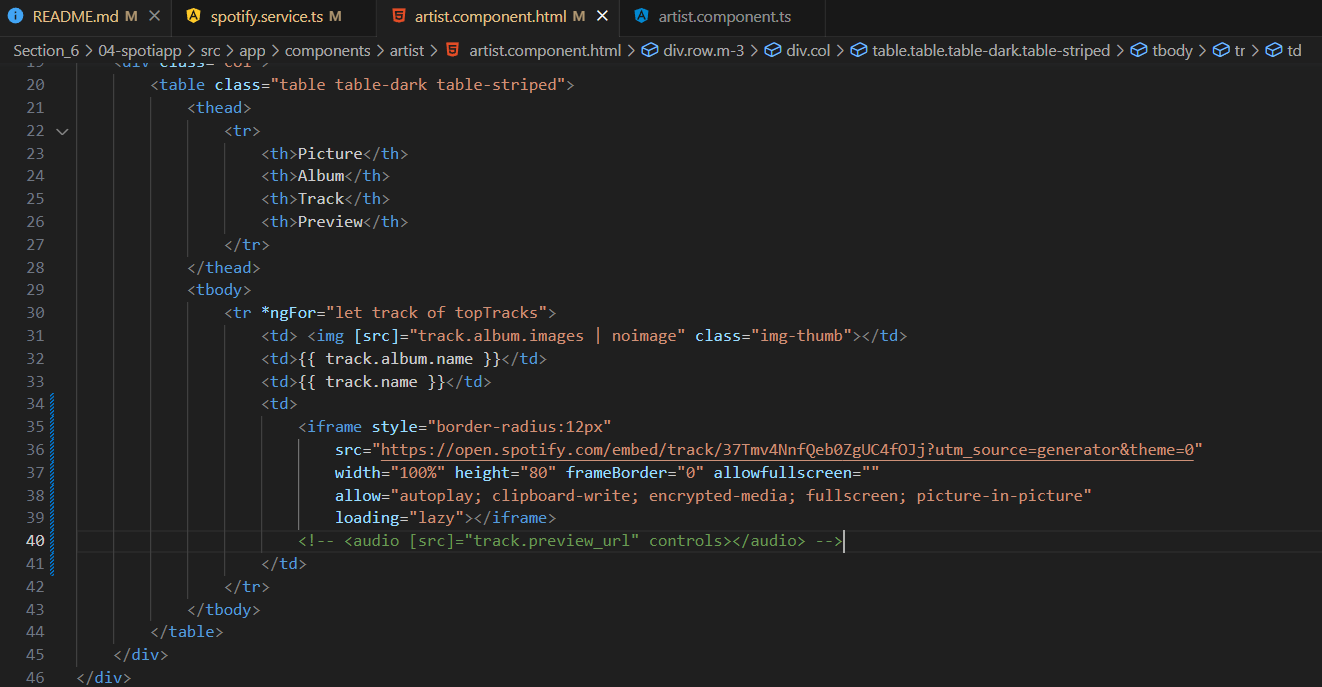 README.md M
spotify.service.ts M
artist.component.html M
artist.component.ts
Section_6 > 04-spotiapp > src > app > components > artist > artist.component.html > div.row.m-3 > div.col > table.table.table-dark.table-striped > tbody > tr > td
19 <div class="col">
20 <table class="table table-dark table-striped">
21 <thead>
22 <tr>
23 <th>Picture</th>
24 <th>Album</th>
25 <th>Track</th>
26 <th>Preview</th>
27 </tr>
28 </thead>
29 <tbody>
30 <tr *ngFor="let track of topTracks">
31 <td> <img [src]="track.album.images | noimage" class="img-thumb"></td>
32 <td>{{ track.album.name }}</td>
33 <td>{{ track.name }}</td>
34 <td>
35 <iframe style="border-radius:12px"
36 src="https://open.spotify.com/embed/track/37Tmv4NnfQeb0ZgUC4fOJj?utm_source=generator&theme=0"
37 width="100%" height="80" frameBorder="0" allowfullscreen=""
38 allow="autoplay; clipboard-write; encrypted-media; fullscreen; picture-in-picture"
39 loading="lazy"></iframe>
40 <!-- <audio [src]="track.preview_url" controls></audio> -->
41 </td>
42 </tr>
43 </tbody>
44 </table>
45 </div>
46 </div>